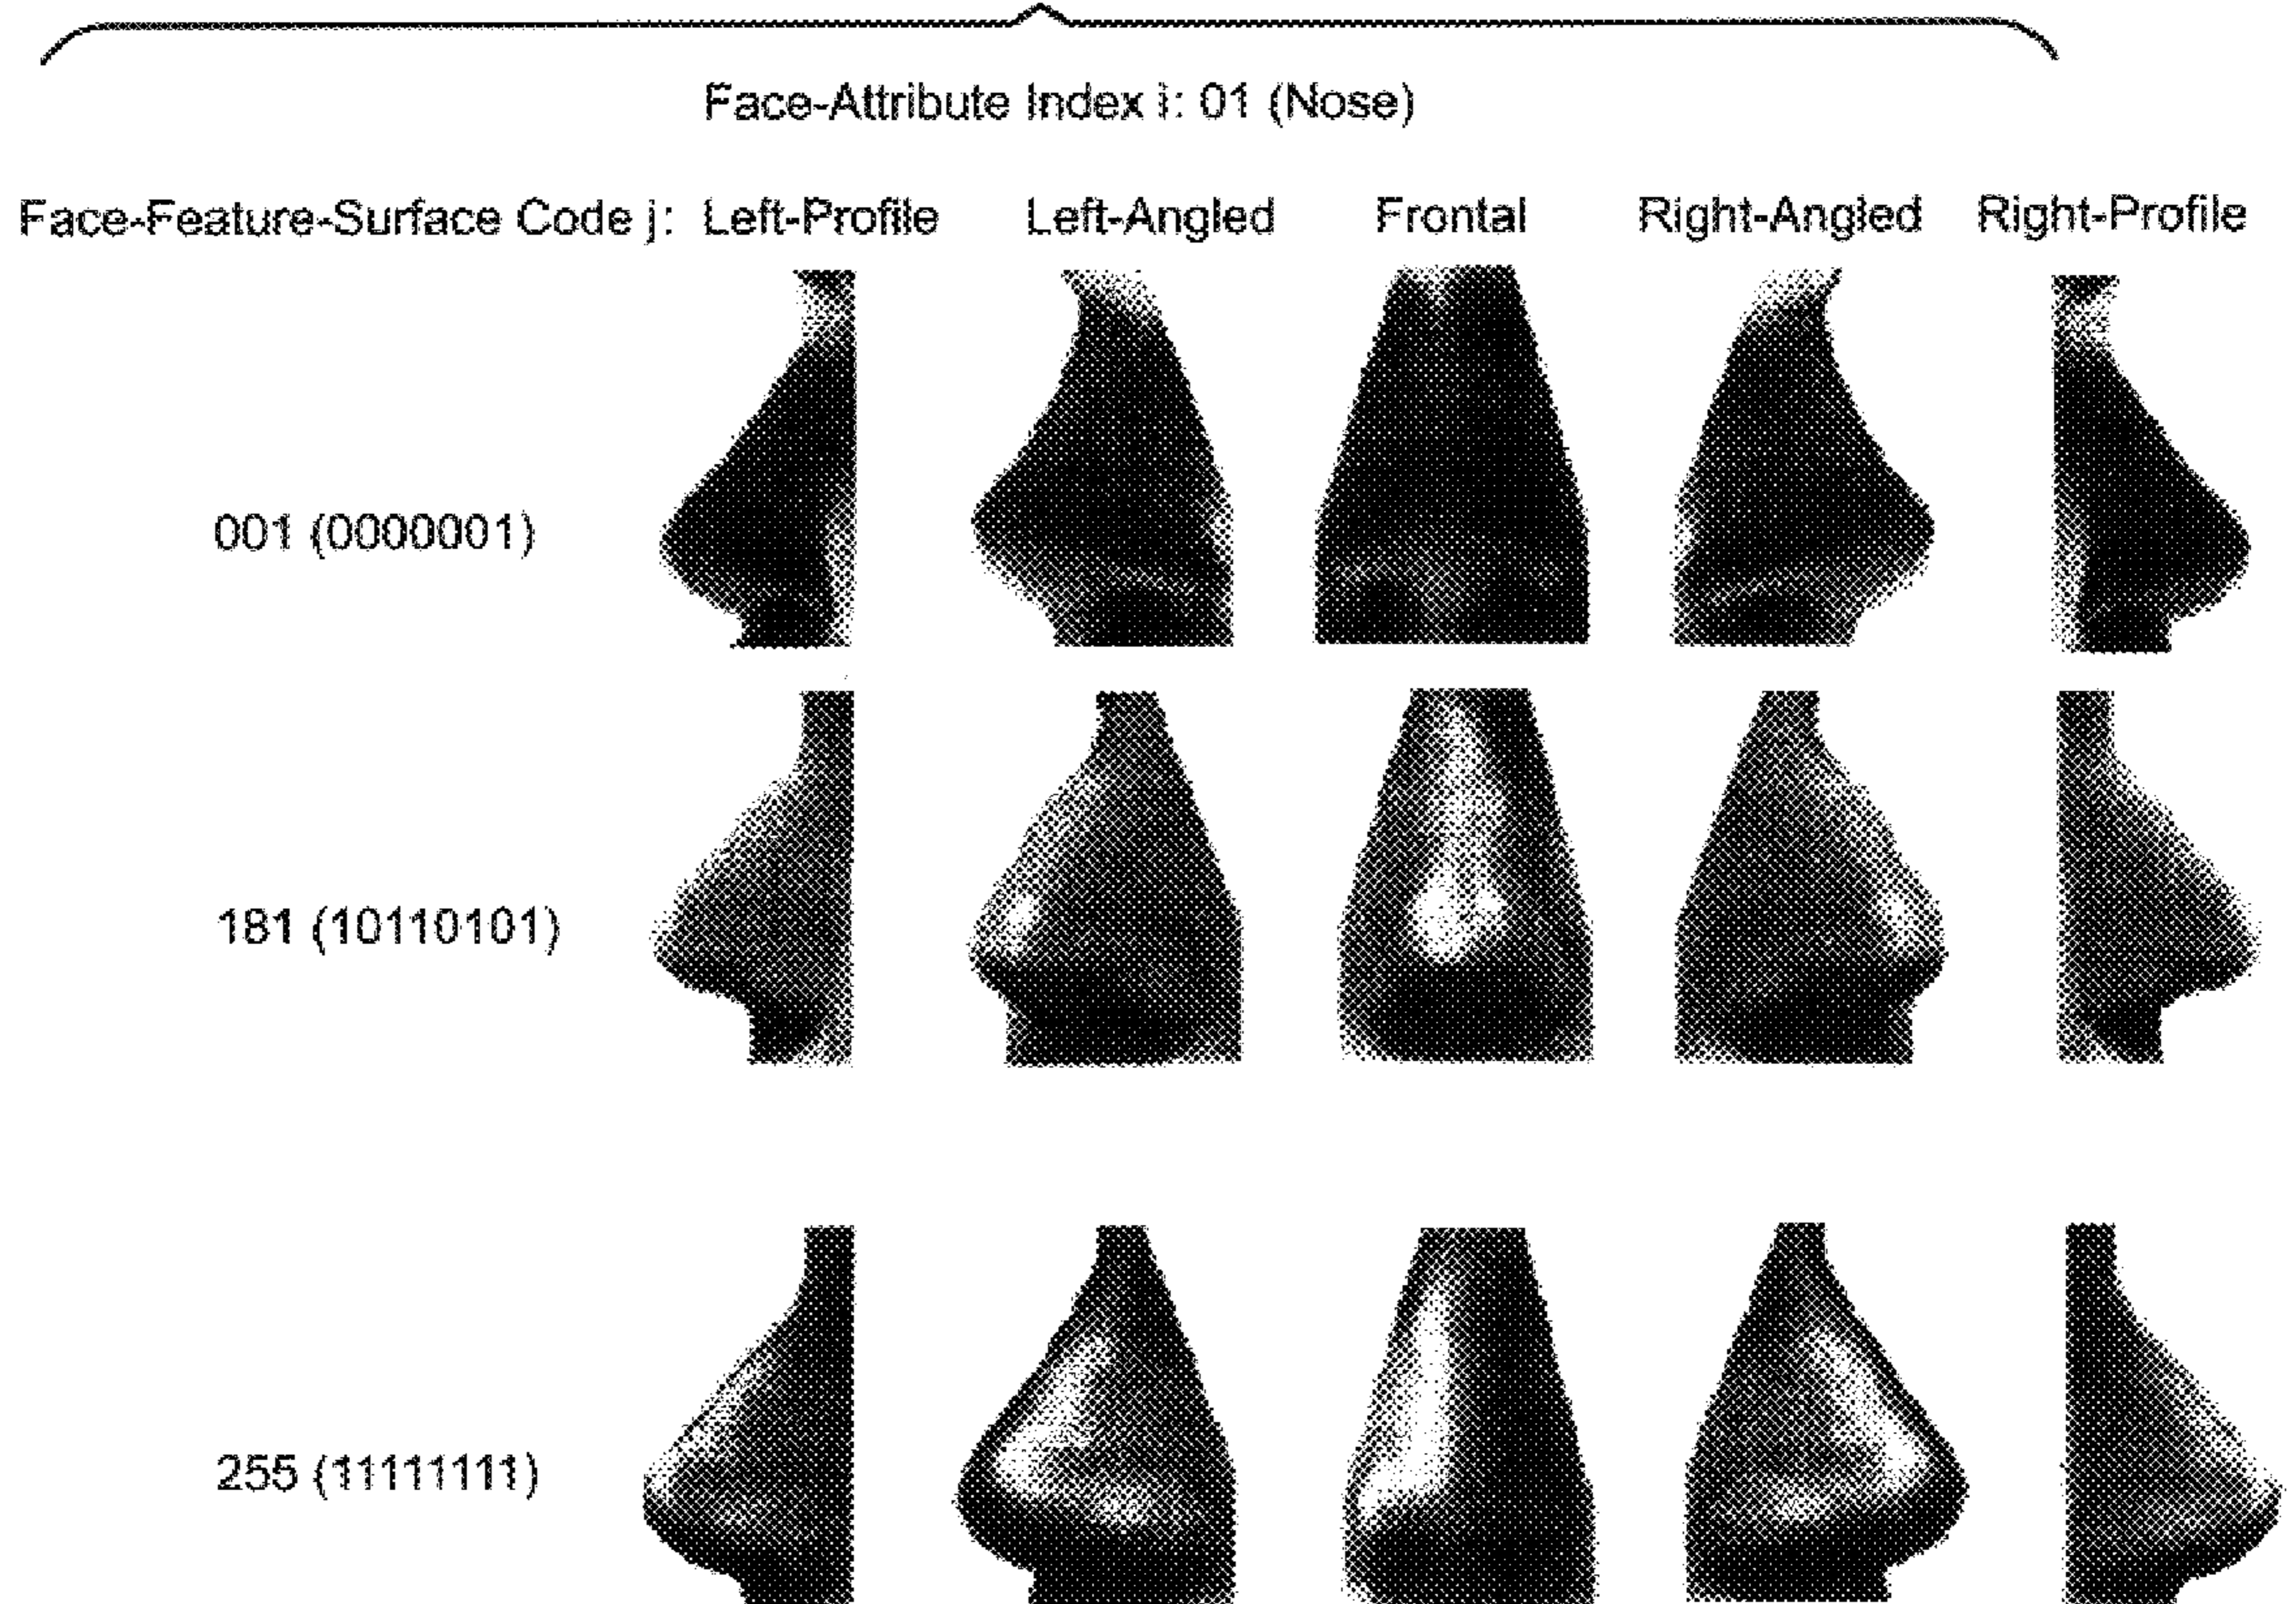 Face-Attribute Index i: 01 (Nose)
Face-Feature-Surface Code j: Left-Profile Left-Angled Frontal Right-Angled Right-Profile
001 (0000001)
181 (10110101)
255 (11111111)